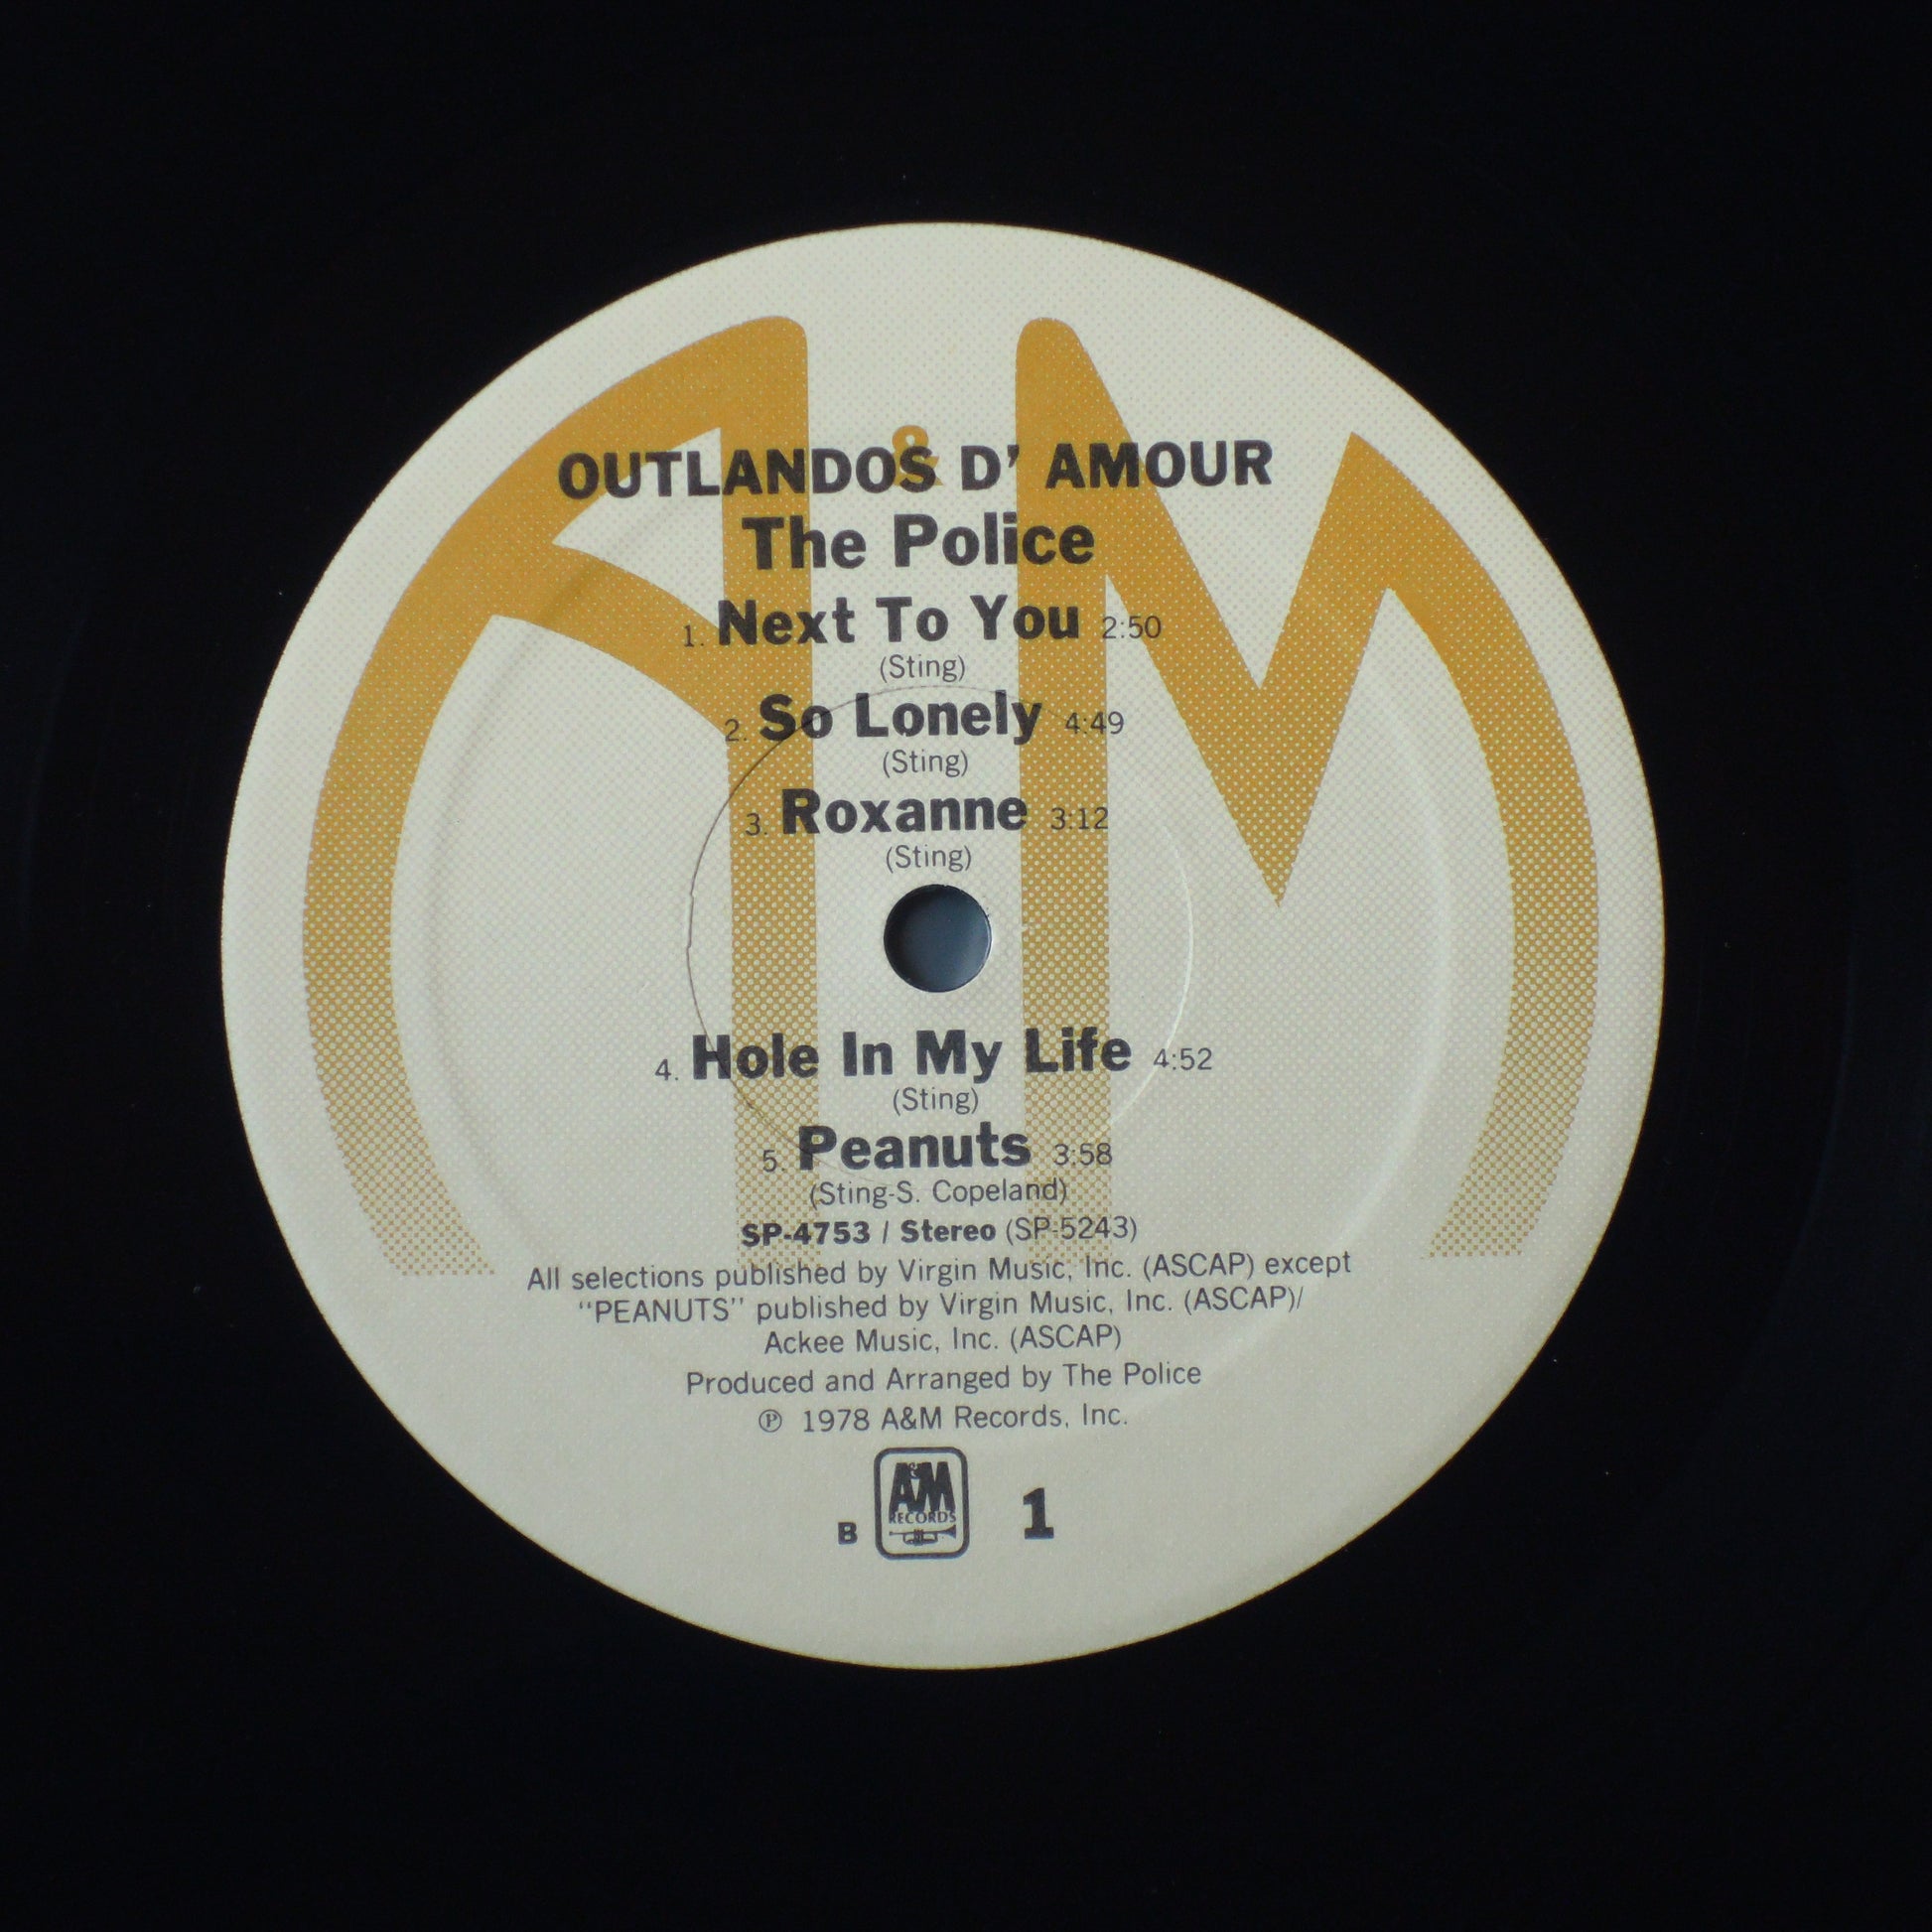 A&M
OUTLANDOS D' AMOUR
The Police
1. Next To You 2:50
(Sting)
2. So Lonely 4:49
(Sting)
3. Roxanne 3:12
(Sting)
4. Hole In My Life 4:52
(Sting)
5. Peanuts 3:58
(Sting-S. Copeland)
SP-4753 / Stereo (SP-5243)
All selections published by Virgin Music, Inc. (ASCAP) except
“PEANUTS” published by Virgin Music, Inc. (ASCAP)/
Ackee Music, Inc. (ASCAP)
Produced and Arranged by The Police
℗ 1978 A&M Records, Inc.
A&M
RECORDS
B 1